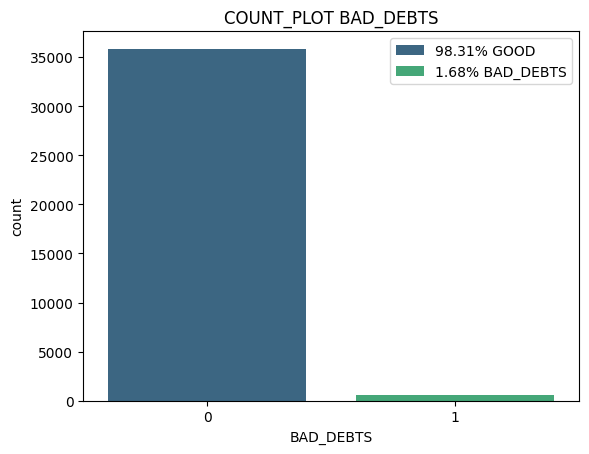 COUNT_PLOT BAD_DEBTS
98.31% GOOD
1.68% BAD_DEBTS
35000
30000
25000
20000
15000
10000
5000
0
count
0 1
BAD_DEBTS